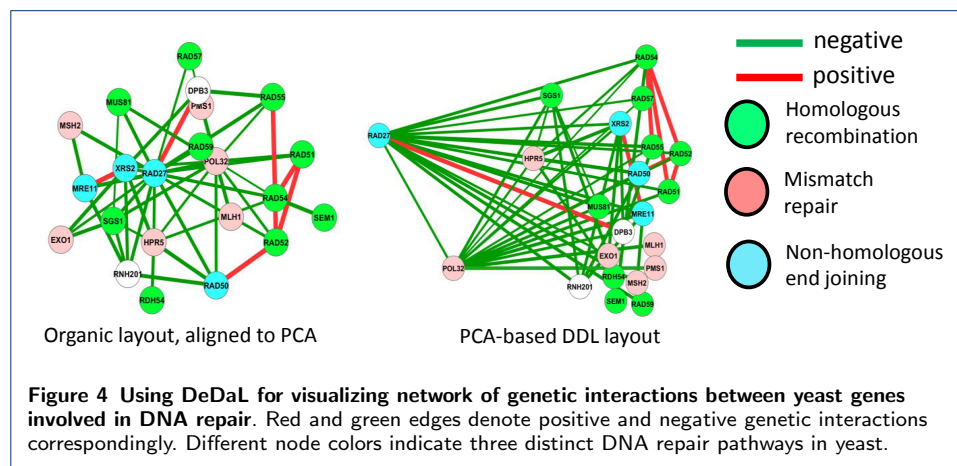 RAD57
DPB3
PMS1
RAD55
MUS81
MSH2
RAD59
RAD51
POL32
XRS2
RAD27
MRE11
RAD54
SEM1
SGS1
MLH1
EXO1
HPR5
RAD52
RNH201
RAD50
RDH54
Organic layout, aligned to PCA
RAD54
SGS1
RAD57
XRS2
RAD27
RAD55
RAD52
HPR5
RAD50
RAD51
MUS81
MRE11
DPB3
MLH1
EXO1
POL32
PMS1
RDH54
MSH2
RNH201
SEM1
RAD59
PCA-based DDL layout
negative
positive
Homologous
recombination
Mismatch
repair
Non-homologous
end joining
Figure 4 Using DeDaL for visualizing network of genetic interactions between yeast genes
involved in DNA repair. Red and green edges denote positive and negative genetic interactions
correspondingly. Different node colors indicate three distinct DNA repair pathways in yeast.